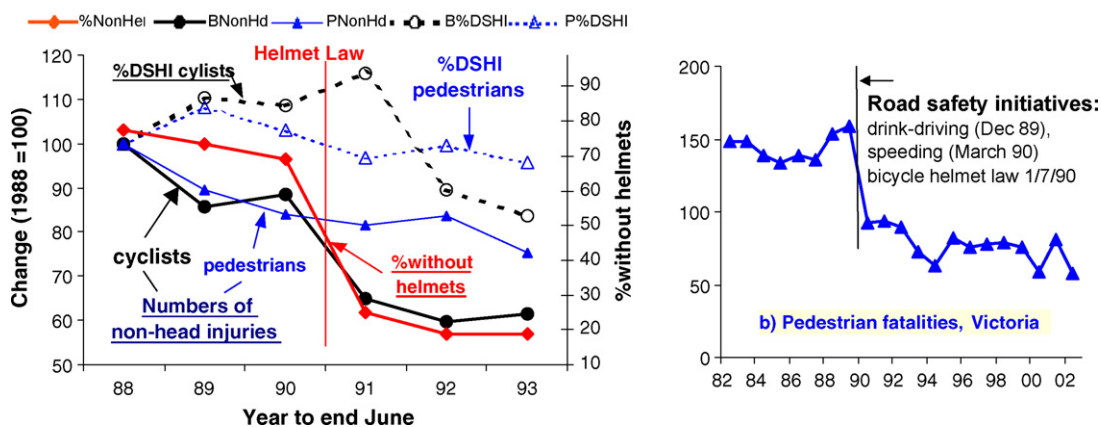 %NonHel BNonHd PNonHd B%DSHI P%DSHI
Helmet Law
%DSHI cylists
%DSHI
pedestrians
cyclists
pedestrians
Numbers of
non-head injuries
%without
helmets
Change (1988 =100)
120
110
100
90
80
70
60
50
%without helmets
90
80
70
60
50
40
30
20
10
88 89 90 91 92 93
Year to end June
200
150
100
50
0
Road safety initiatives:
drink-driving (Dec 89),
speeding (March 90)
bicycle helmet law 1/7/90
b) Pedestrian fatalities, Victoria
82 84 86 88 90 92 94 96 98 00 02